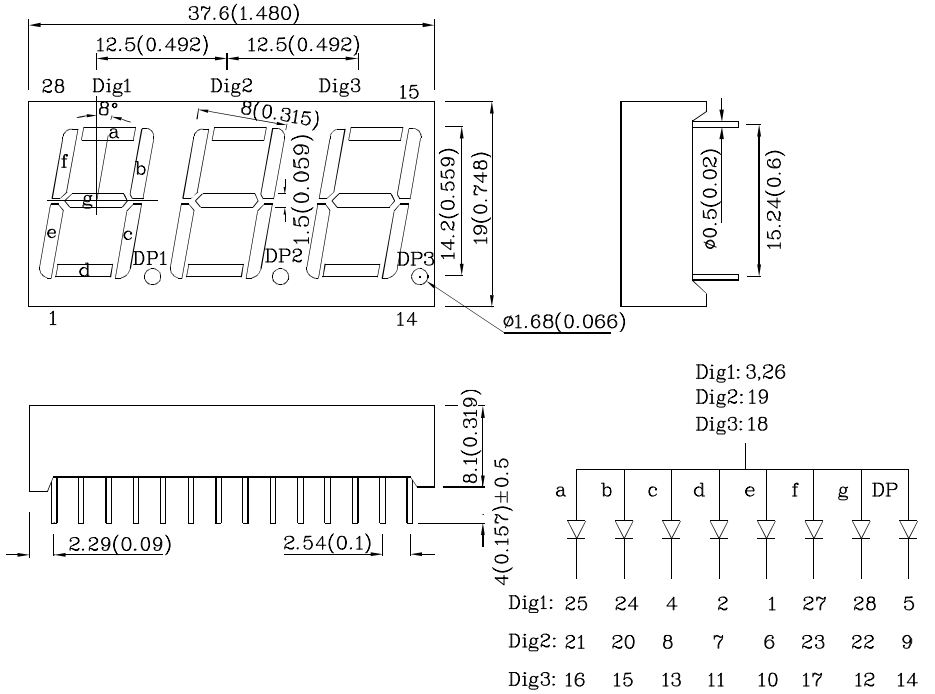 37.6(1.480)
12.5(0.492) 12.5(0.492)
28 Dig1 Dig2 Dig3 15
8° 8(0.315)
a
f b
g
e c
d
1.5(0.059)
14.2(0.559)
19(0.748)
DP1 DP2 DP3
1 14
ø1.68(0.066)
ø0.5(0.02)
15.24(0.6)
8.1(0.319)
4(0.157)±0.5
2.29(0.09) 2.54(0.1)
Dig1: 3,26
Dig2: 19
Dig3: 18
a b c d e f g DP
Dig1: 25 24 4 2 1 27 28 5
Dig2: 21 20 8 7 6 23 22 9
Dig3: 16 15 13 11 10 17 12 14